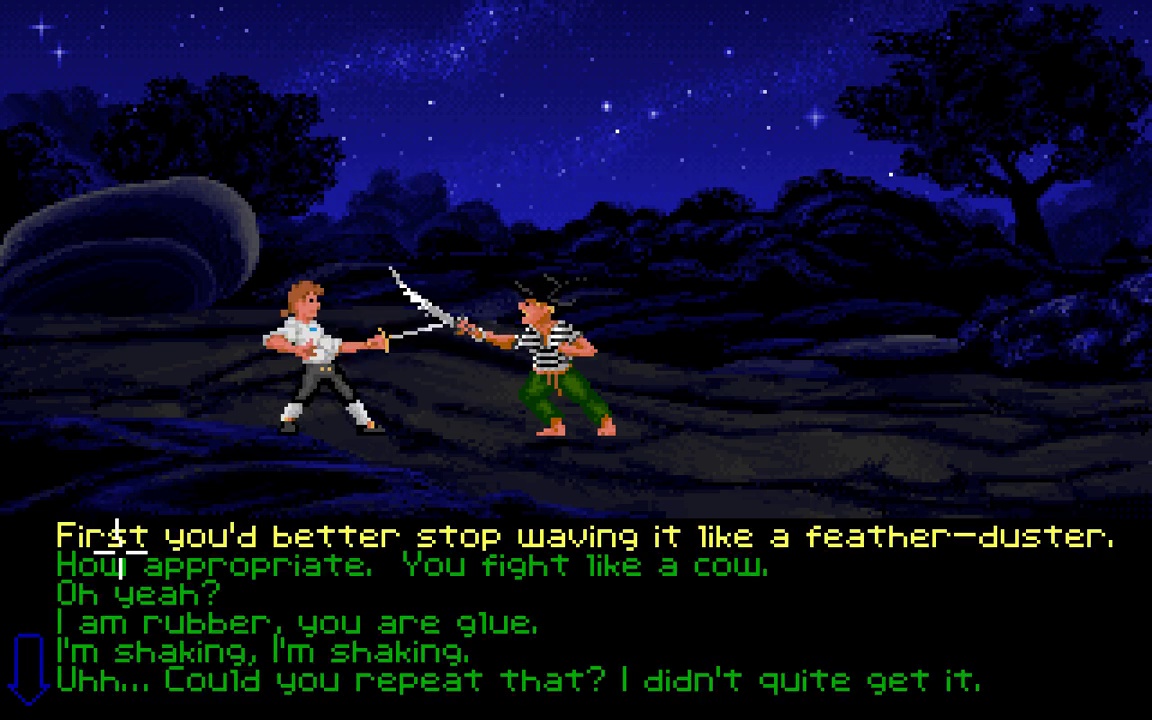 First you'd better stop waving it like a feather-duster.
How appropriate.  You fight like a cow.
Oh yeah?
I am rubber, you are glue.
I'm shaking, I'm shaking.
Uhh... Could you repeat that? I didn't quite get it.